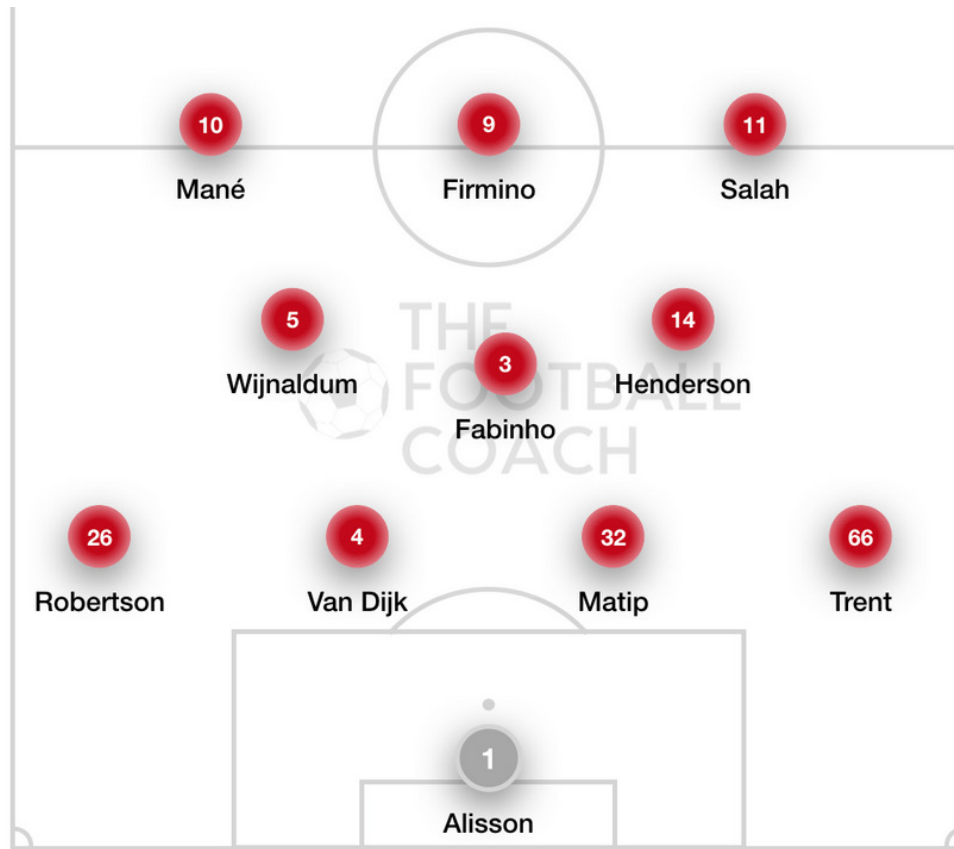 10 9 11
Mané Firmino Salah
5 14
3
Wijnaldum Henderson
Fabinho
THE
FOOTBALL
COACH
26 4 32 66
Robertson Van Dijk Matip Trent
1
Alisson